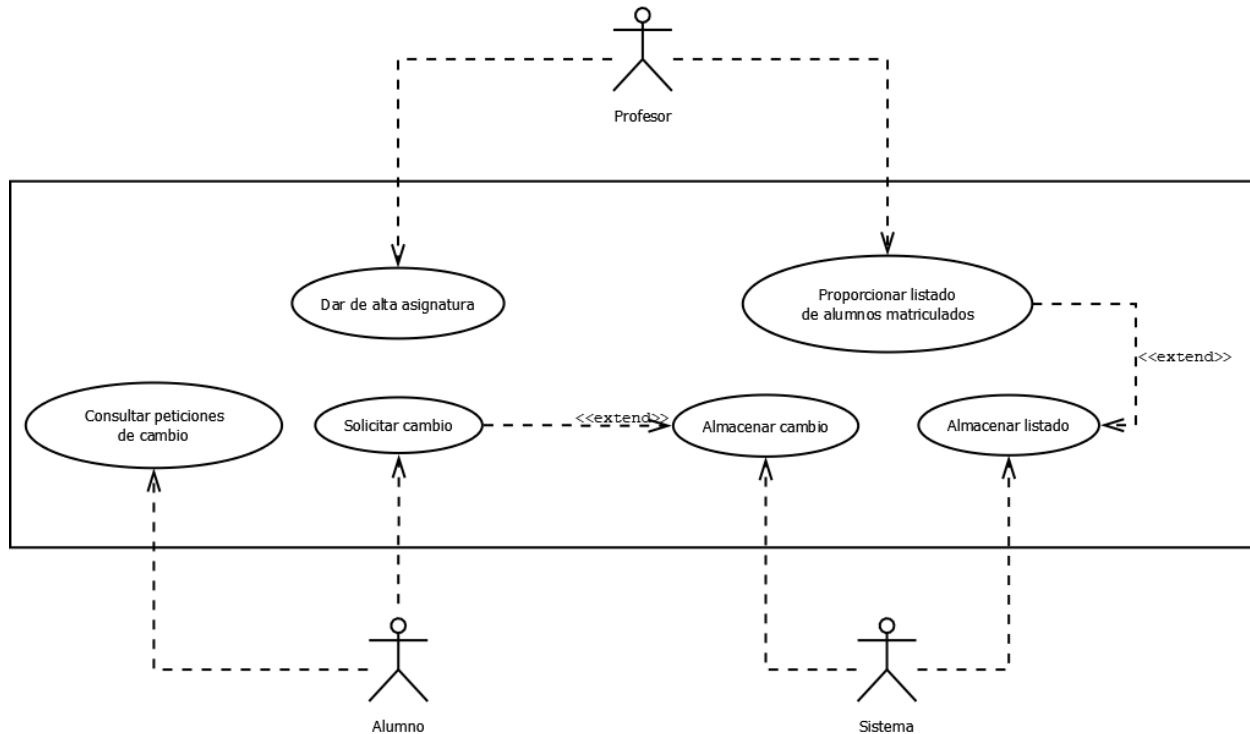 Profesor
Dar de alta asignatura
Proporcionar listado
de alumnos matriculados
<<extend>>
Consultar peticiones
de cambio
Solicitar cambio
<<extend>>
Almacenar cambio
Almacenar listado
Alumno
Sistema